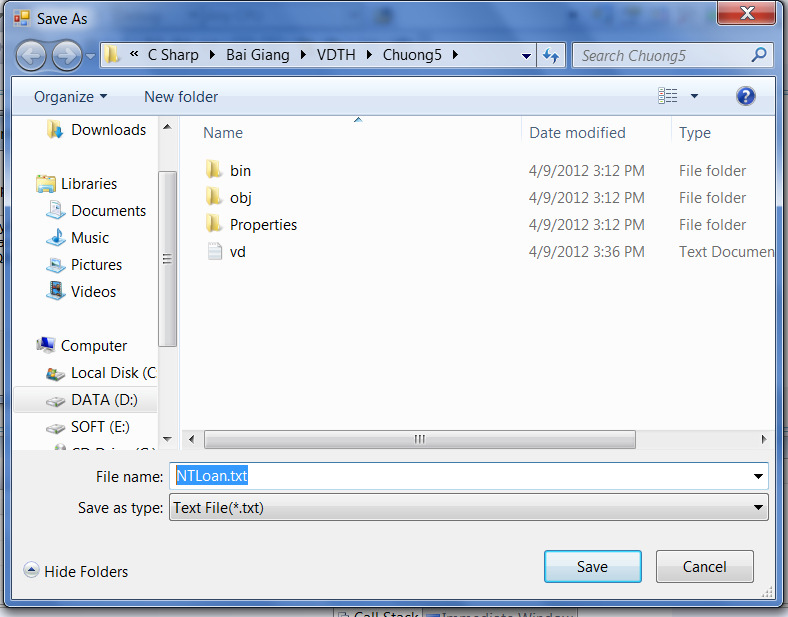 Save As
« C Sharp Bai Giang VDTH Chuong5
Search Chuong5
Organize
New folder
Downloads
Libraries
Documents
Music
Pictures
Videos
Computer
Local Disk (C:
DATA (D:)
SOFT (E:)
Name Date modified Type
bin 4/9/2012 3:12 PM File folder
obj 4/9/2012 3:12 PM File folder
Properties 4/9/2012 3:12 PM File folder
vd 4/9/2012 3:36 PM Text Documen
File name: NTLoan.txt
Save as type: Text File(*.txt)
Hide Folders
Save
Cancel
Call Stack
Immediate Window